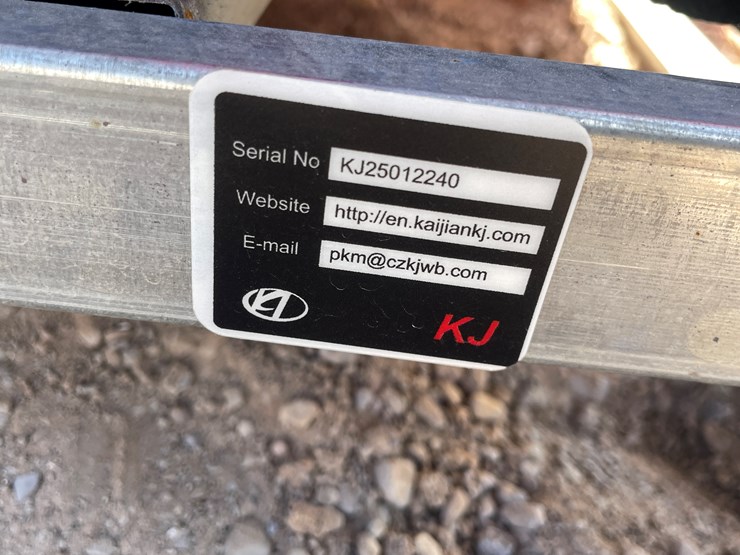 Serial No KJ25012240
Website http://en.kaijiankj.com
E-mail pkm@czkjwb.com
KJ